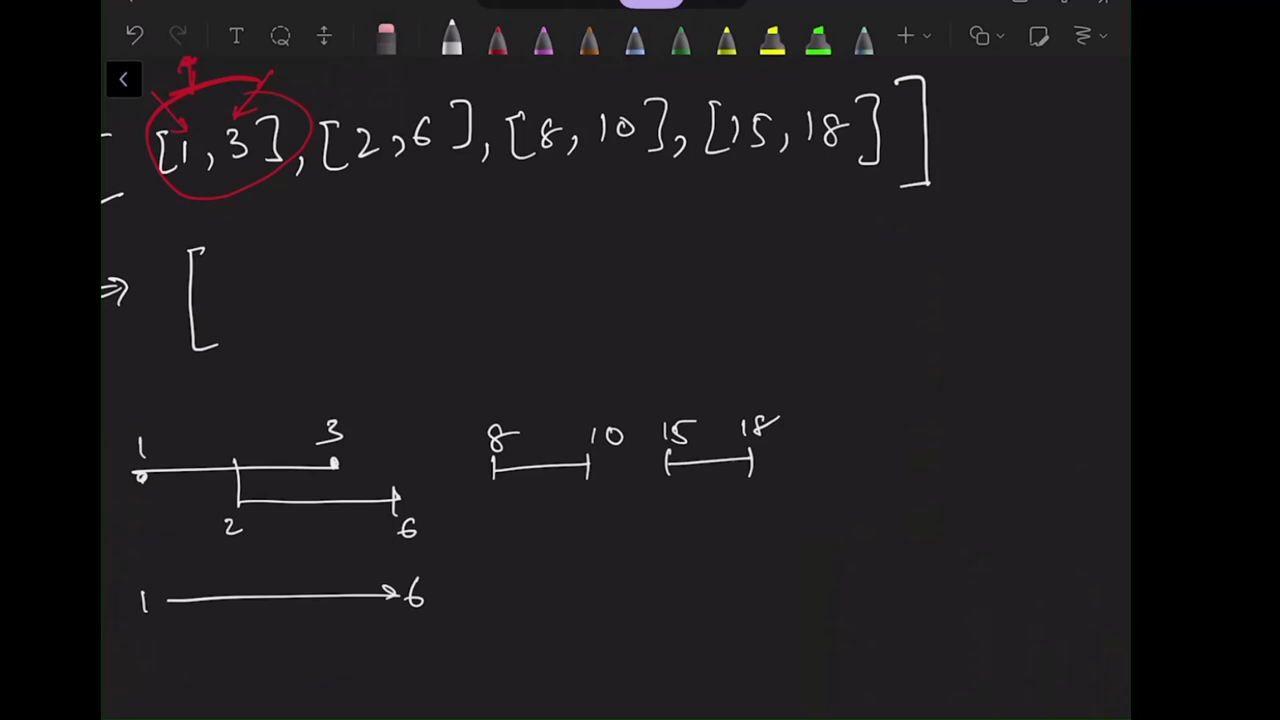 [1, 3], [2, 6], [8, 10], [15, 18]]
⇒ [
1 3 8 10 15 18
2 6
1 → 6